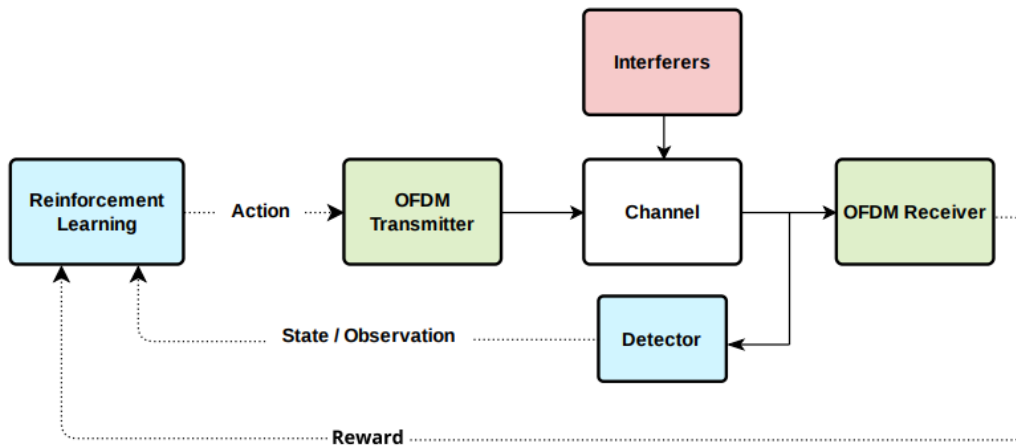 Interferers
Reinforcement
Learning
Action
OFDM
Transmitter
Channel
OFDM Receiver
State / Observation
Detector
Reward